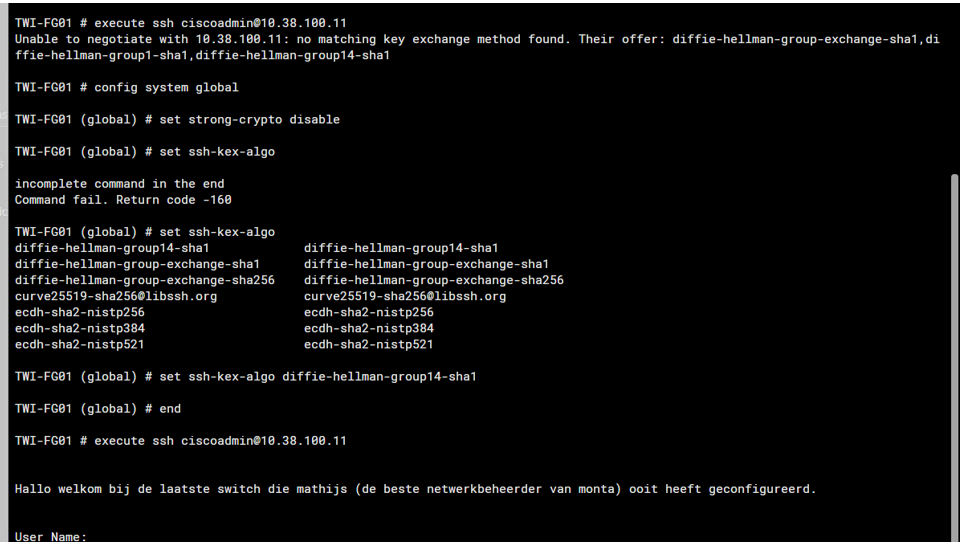 TWI-FG01 # execute ssh ciscoadmin@10.38.100.11
Unable to negotiate with 10.38.100.11: no matching key exchange method found. Their offer: diffie-hellman-group-exchange-sha1,di
ffie-hellman-group1-sha1,diffie-hellman-group14-sha1
TWI-FG01 # config system global
TWI-FG01 (global) # set strong-crypto disable
TWI-FG01 (global) # set ssh-kex-algo
incomplete command in the end
Command fail. Return code -160
TWI-FG01 (global) # set ssh-kex-algo
diffie-hellman-group14-sha1 diffie-hellman-group14-sha1
diffie-hellman-group-exchange-sha1 diffie-hellman-group-exchange-sha1
diffie-hellman-group-exchange-sha256 diffie-hellman-group-exchange-sha256
curve25519-sha256@libssh.org curve25519-sha256@libssh.org
ecdh-sha2-nistp256 ecdh-sha2-nistp256
ecdh-sha2-nistp384 ecdh-sha2-nistp384
ecdh-sha2-nistp521 ecdh-sha2-nistp521
TWI-FG01 (global) # set ssh-kex-algo diffie-hellman-group14-sha1
TWI-FG01 (global) # end
TWI-FG01 # execute ssh ciscoadmin@10.38.100.11
Hallo welkom bij de laatste switch die mathijs (de beste netwerkbeheerder van monta) ooit heeft geconfigureerd.
User Name: